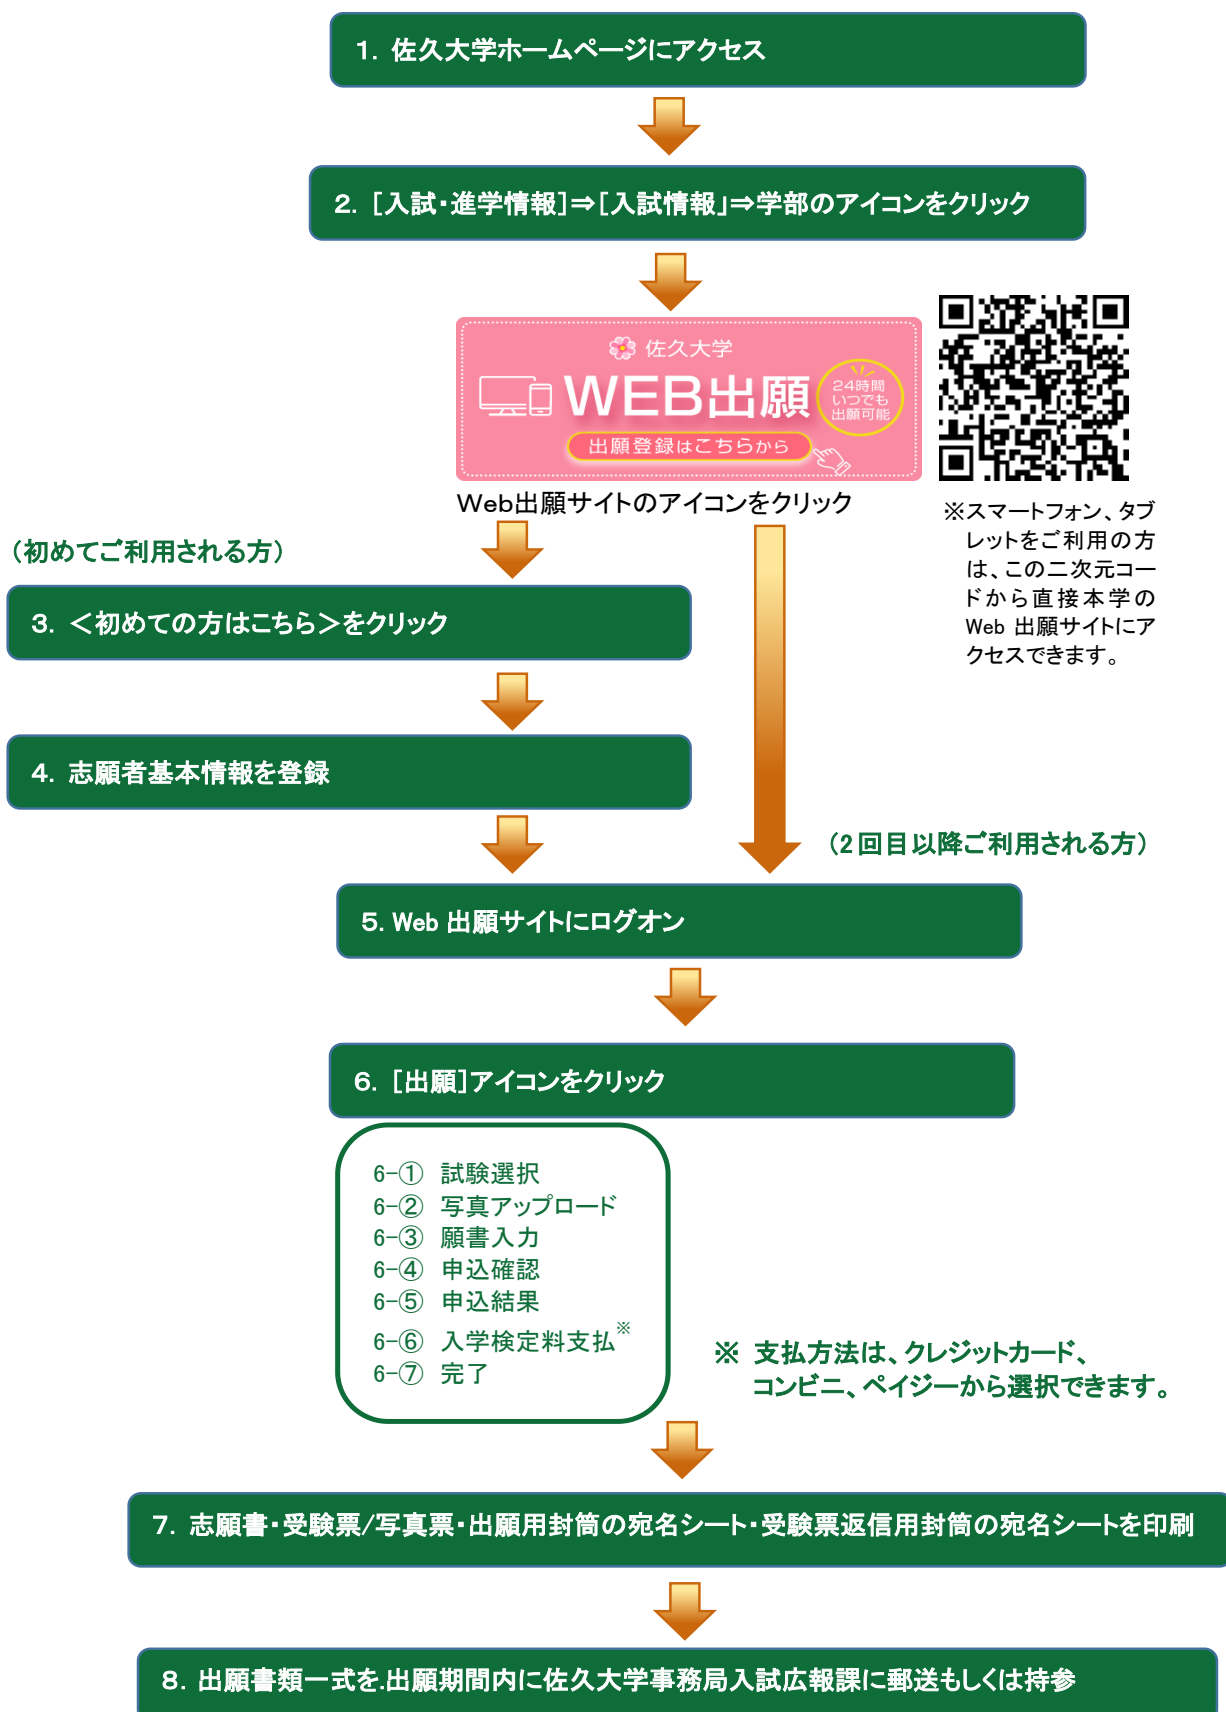 1. 佐久大学ホームページにアクセス
2. [入試・進学情報]⇒[入試情報」⇒学部のアイコンをクリック
佐久大学
WEB出願
24時間
いつでも
出願可能
出願登録はこちらから
Web出願サイトのアイコンをクリック
※スマートフォン、タブ
レットをご利用の方
は、この二次元コー
ドから直接本学の
Web 出願サイトにア
クセスできます。
(初めてご利用される方)
3. <初めての方はこちら>をクリック
4. 志願者基本情報を登録
(2回目以降ご利用される方)
5. Web 出願サイトにログオン
6. [出願]アイコンをクリック
6-① 試験選択
6-② 写真アップロード
6-③ 願書入力
6-④ 申込確認
6-⑤ 申込結果
6-⑥ 入学検定料支払※
6-⑦ 完了
※ 支払方法は、クレジットカード、
コンビニ、ペイジーから選択できます。
7. 志願書・受験票/写真票・出願用封筒の宛名シート・受験票返信用封筒の宛名シートを印刷
8. 出願書類一式を.出願期間内に佐久大学事務局入試広報課に郵送もしくは持参